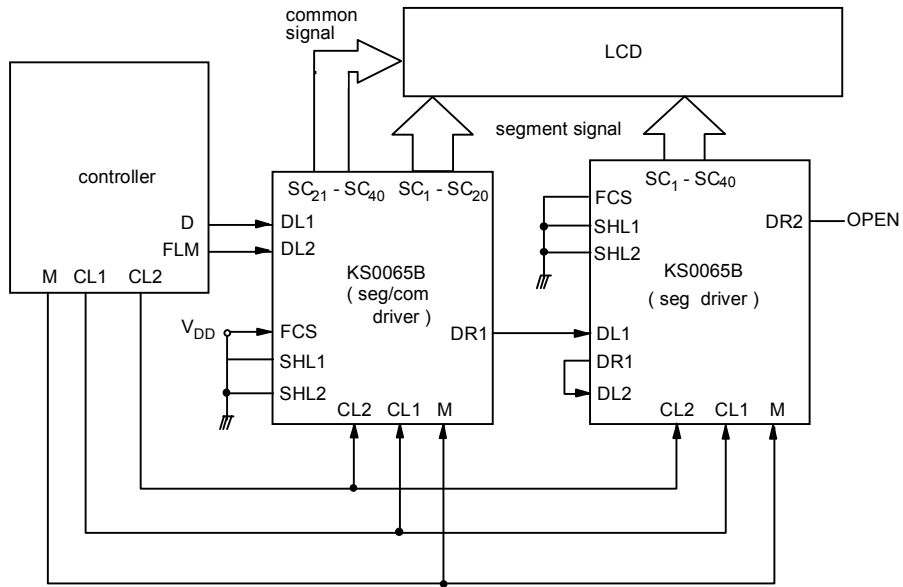 common
signal
LCD
segment signal
controller
D
FLM
M CL1 CL2
SC21 - SC40 SC1 - SC20
DL1
DL2
KS0065B
( seg/com
driver )
VDD
FCS
DR1
SHL1
SHL2
CL2 CL1 M
SC1 - SC40
FCS
SHL1
SHL2
DR2
OPEN
KS0065B
( seg driver )
DL1
DR1
DL2
CL2 CL1 M